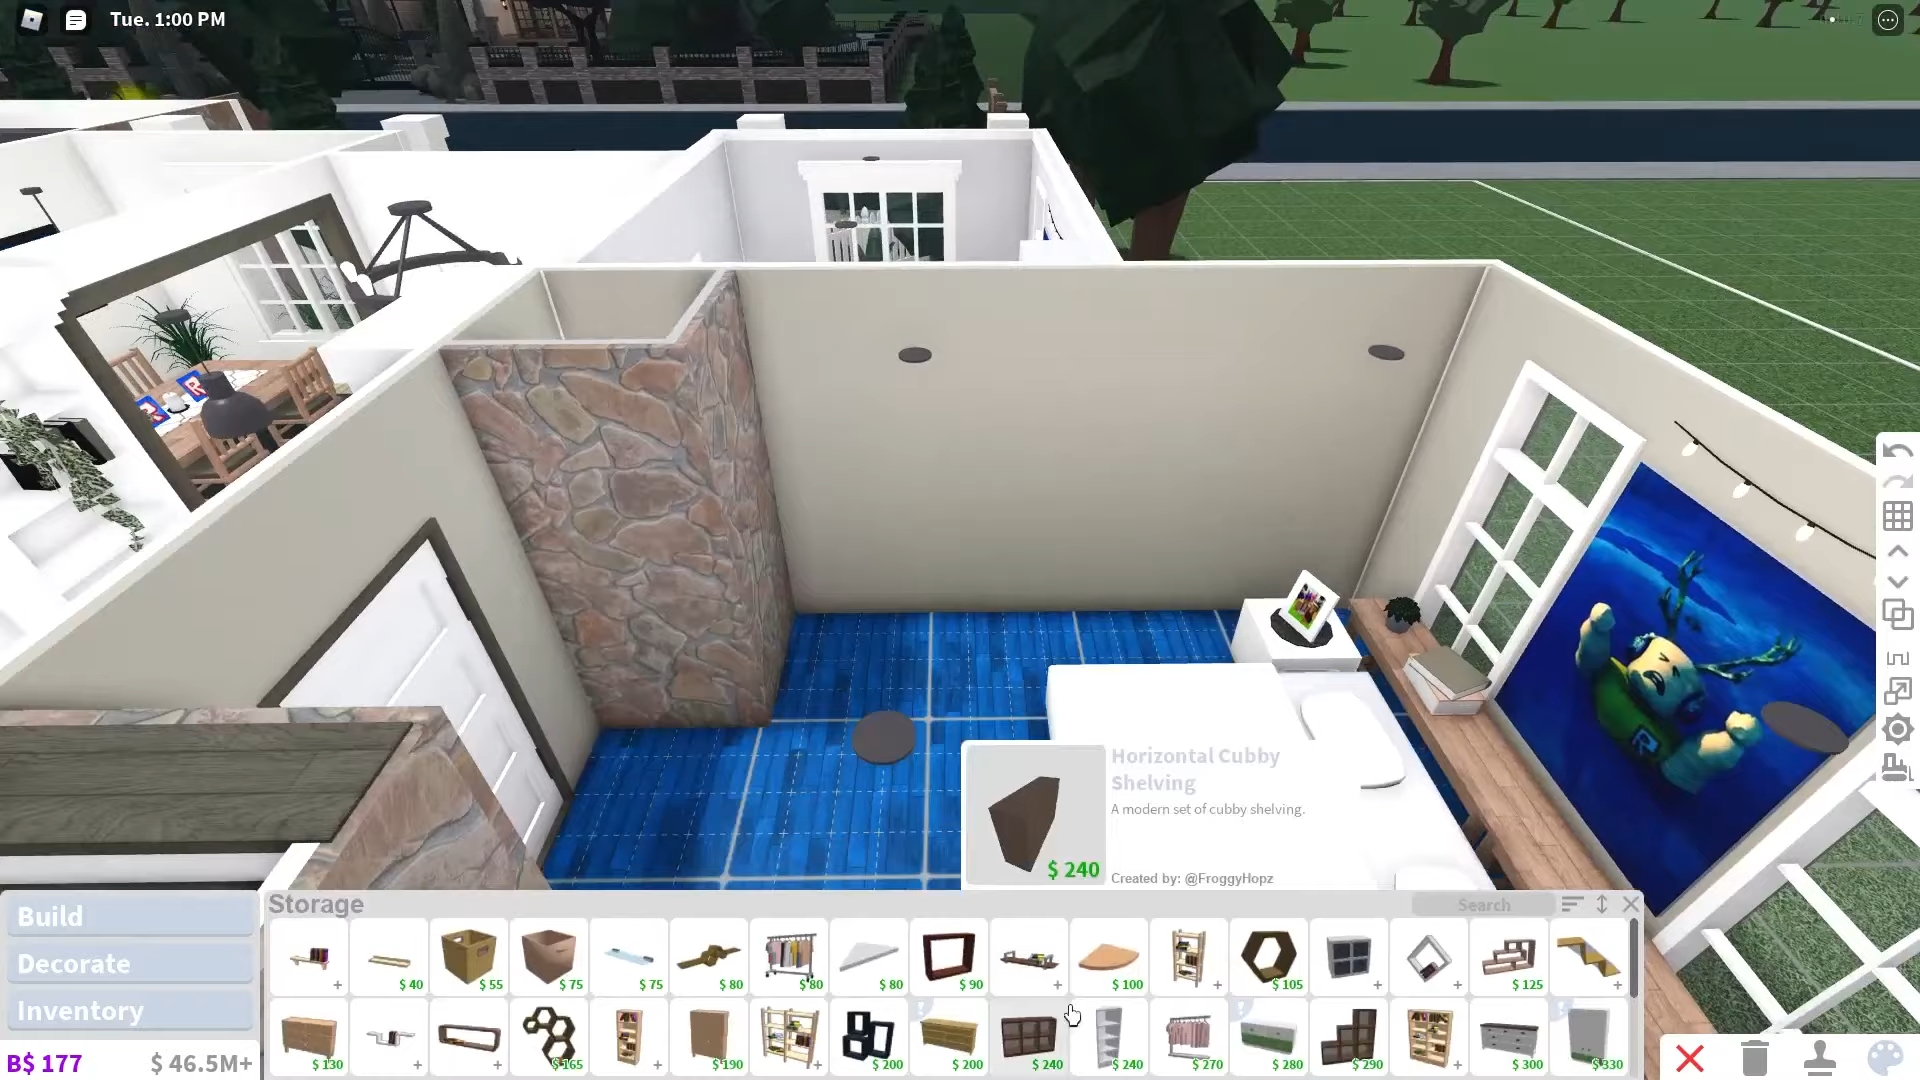 Tue. 1:00 PM
Horizontal Cubby
Shelving
A modern set of cubby shelving.
$ 240
Created by: @FroggyHopz
Storage
Search
Build
Decorate
Inventory
B$ 177
$ 46.5M+
+ $ 40 $ 55 $ 75 $ 75 $ 80 $ 80 $ 80 $ 90 + $ 100 + $ 105 + + $ 125 +
$ 130 + + $ 165 + $ 190 + $ 200 $ 200 $ 240 $ 240 $ 270 $ 280 $ 290 + $ 300 $ 330